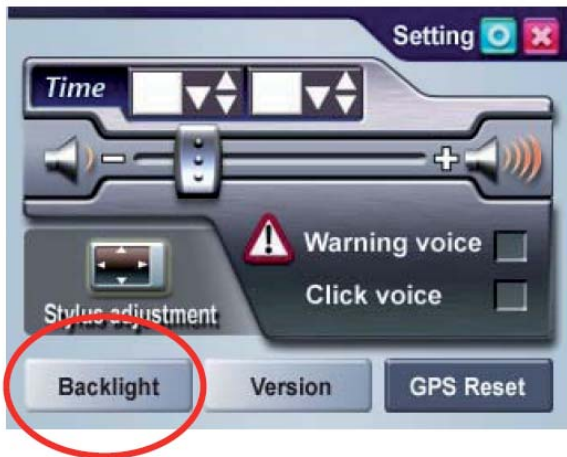 Setting
Time
Warning voice
Click voice
Stylus adjustment
Backlight Version GPS Reset